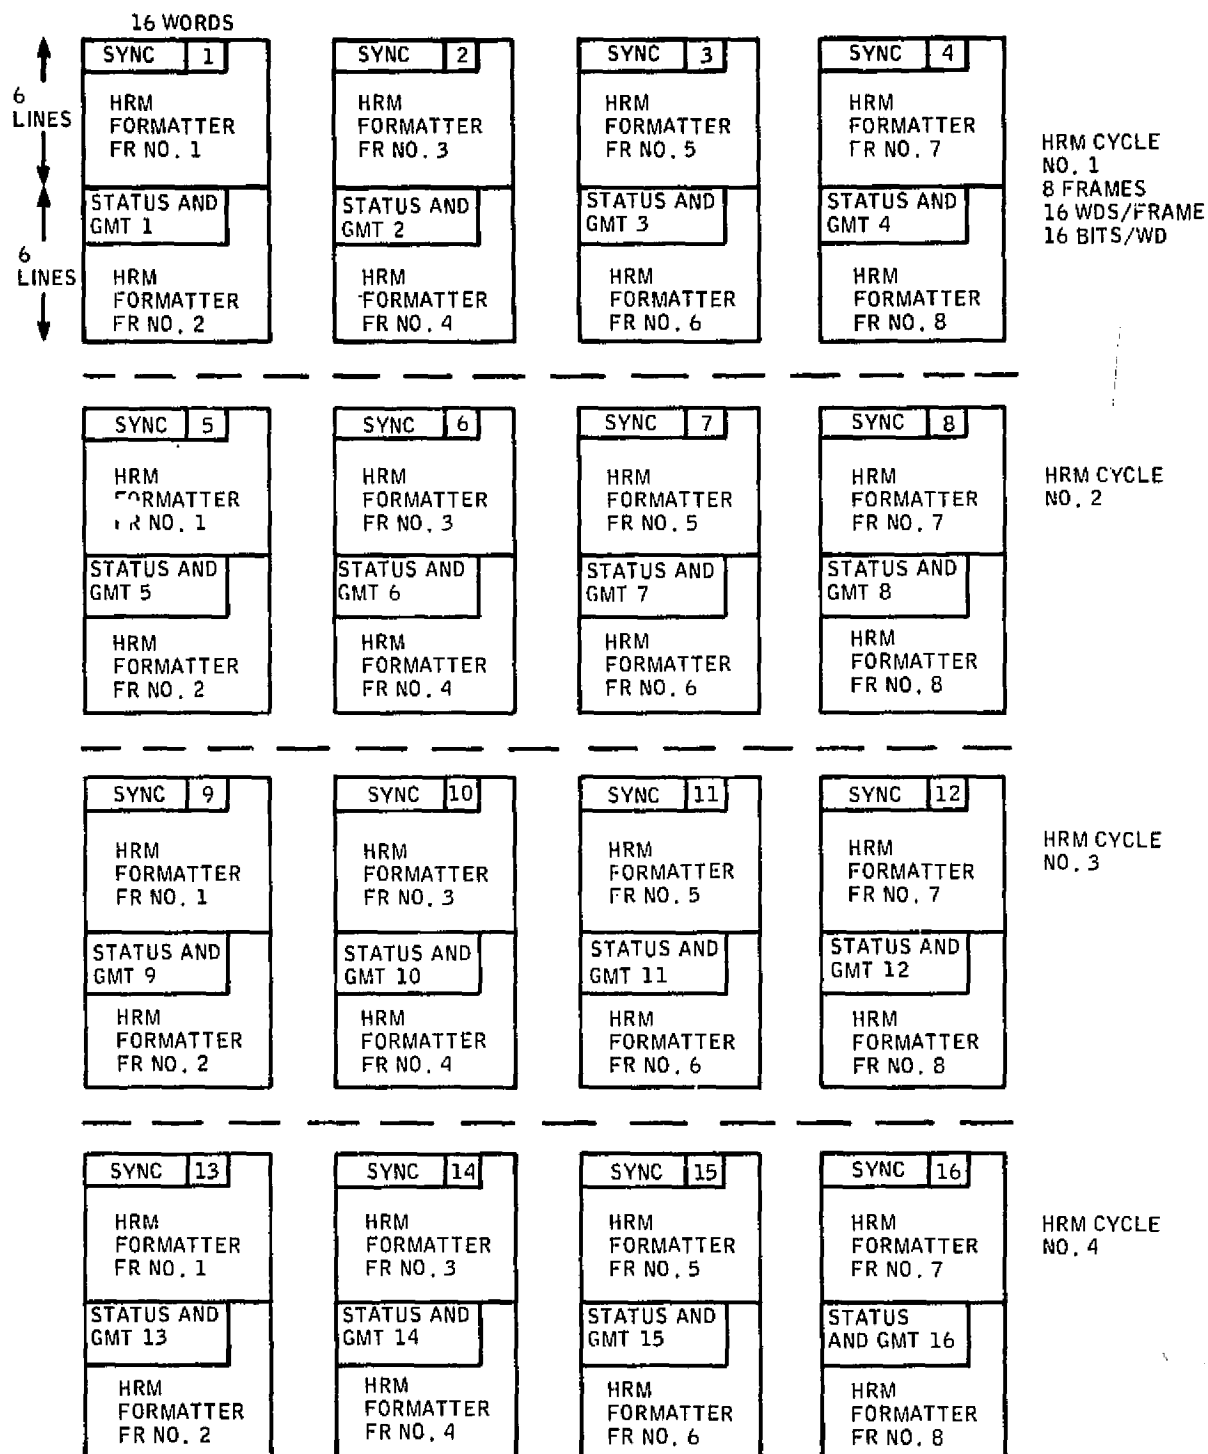 16 WORDS
SYNC 1
SYNC 2
SYNC 3
SYNC 4
6
LINES
HRM
FORMATTER
FR NO. 1
HRM
FORMATTER
FR NO. 3
HRM
FORMATTER
FR NO. 5
HRM
FORMATTER
FR NO. 7
HRM CYCLE
NO. 1
8 FRAMES
16 WDS/FRAME
16 BITS/WD
6
LINES
STATUS AND
GMT 1
STATUS AND
GMT 2
STATUS AND
GMT 3
STATUS AND
GMT 4
HRM
FORMATTER
FR NO. 2
HRM
FORMATTER
FR NO. 4
HRM
FORMATTER
FR NO. 6
HRM
FORMATTER
FR NO. 8
SYNC 5
SYNC 6
SYNC 7
SYNC 8
HRM
FORMATTER
FR NO. 1
HRM
FORMATTER
FR NO. 3
HRM
FORMATTER
FR NO. 5
HRM
FORMATTER
FR NO. 7
HRM CYCLE
NO. 2
STATUS AND
GMT 5
STATUS AND
GMT 6
STATUS AND
GMT 7
STATUS AND
GMT 8
HRM
FORMATTER
FR NO. 2
HRM
FORMATTER
FR NO. 4
HRM
FORMATTER
FR NO. 6
HRM
FORMATTER
FR NO. 8
SYNC 9
SYNC 10
SYNC 11
SYNC 12
HRM
FORMATTER
FR NO. 1
HRM
FORMATTER
FR NO. 3
HRM
FORMATTER
FR NO. 5
HRM
FORMATTER
FR NO. 7
HRM CYCLE
NO. 3
STATUS AND
GMT 9
STATUS AND
GMT 10
STATUS AND
GMT 11
STATUS AND
GMT 12
HRM
FORMATTER
FR NO. 2
HRM
FORMATTER
FR NO. 4
HRM
FORMATTER
FR NO. 6
HRM
FORMATTER
FR NO. 8
SYNC 13
SYNC 14
SYNC 15
SYNC 16
HRM
FORMATTER
FR NO. 1
HRM
FORMATTER
FR NO. 3
HRM
FORMATTER
FR NO. 5
HRM
FORMATTER
FR NO. 7
HRM CYCLE
NO. 4
STATUS AND
GMT 13
STATUS AND
GMT 14
STATUS AND
GMT 15
STATUS
AND GMT 16
HRM
FORMATTER
FR NO. 2
HRM
FORMATTER
FR NO. 4
HRM
FORMATTER
FR NO. 6
HRM
FORMATTER
FR NO. 8